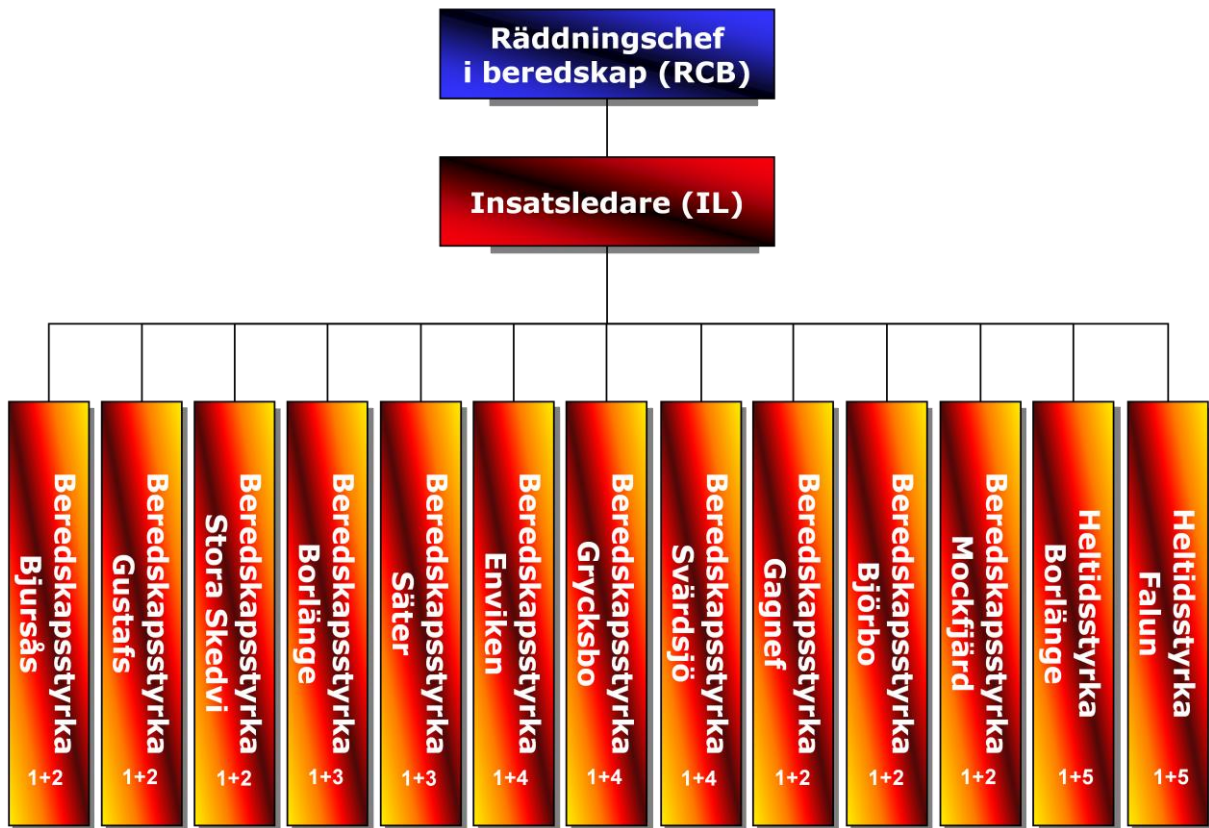 Räddningschef
i beredskap (RCB)
Insatsledare (IL)
Beredskapsstyrka
Bjursås
1+2
Beredskapsstyrka
Gustafs
1+2
Beredskapsstyrka
Stora Skedvi
1+2
Beredskapsstyrka
Borlänge
1+3
Beredskapsstyrka
Säter
1+3
Beredskapsstyrka
Enviken
1+4
Beredskapsstyrka
Grycksbo
1+4
Beredskapsstyrka
Svärdsjö
1+4
Beredskapsstyrka
Gagnef
1+2
Beredskapsstyrka
Björbo
1+2
Beredskapsstyrka
Mockfjärd
1+2
Heltidsstyrka
Borlänge
1+5
Heltidsstyrka
Falun
1+5